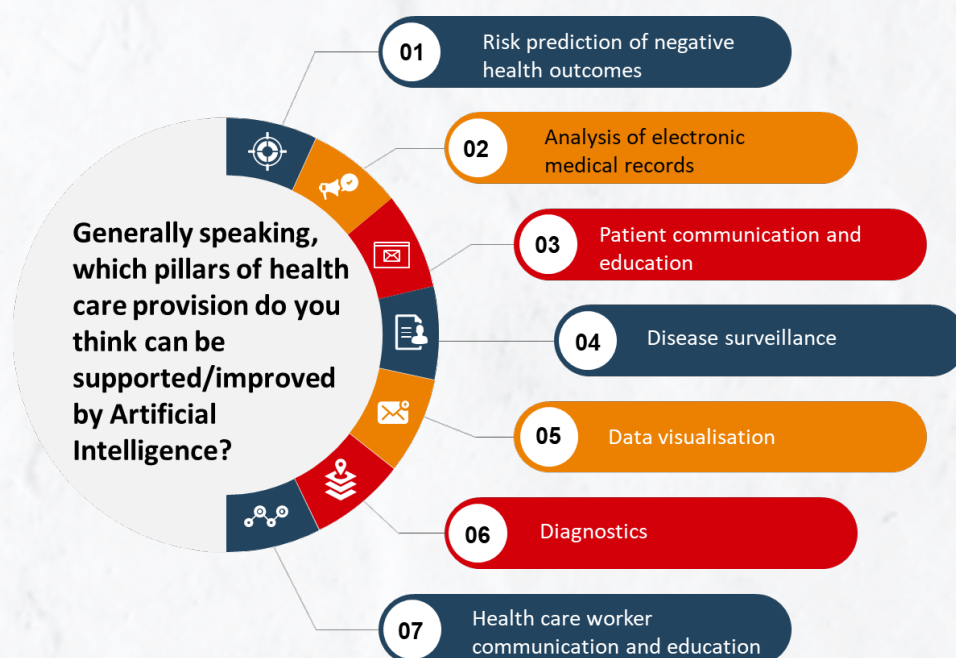 Generally speaking,
which pillars of health
care provision do you
think can be
supported/improved
by Artificial
Intelligence?
01
Risk prediction of negative
health outcomes
02
Analysis of electronic
medical records
03
Patient communication and
education
04
Disease surveillance
05
Data visualisation
06
Diagnostics
07
Health care worker
communication and education